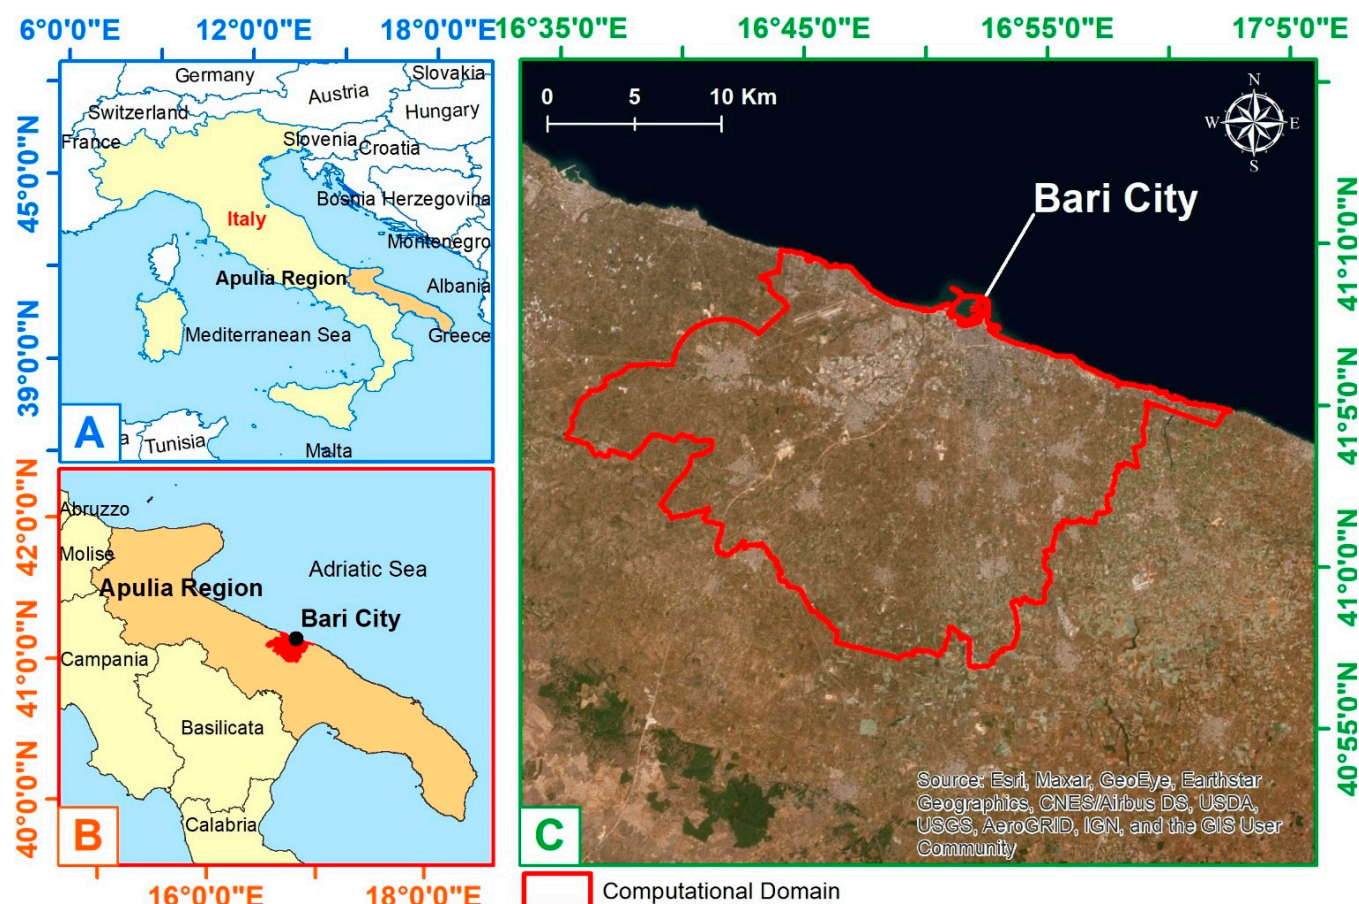 6°0'0"E 12°0'0"E 18°0'0"E
16°35'0"E 16°45'0"E 16°55'0"E 17°5'0"E
45°0'0"N
39°0'0"N
Germany
Slovakia
Austria
Switzerland
Hungary
France
Slovenia
Croatia
Bosnia Herzegovina
Italy
Montenegro
Apulia Region
Albania
Mediterranean Sea
Greece
A
a
Tunisia
Malta
42°0'0"N
41°0'0"N
40°0'0"N
Abruzzo
Molise
Adriatic Sea
Apulia Region
Bari City
Campania
Basilicata
Calabria
B
16°0'0"E 18°0'0"E
0 5 10 Km
N
W E
S
Bari City
41°10'0"N
41°5'0"N
41°0'0"N
40°55'0"N
Source: Esri, Maxar, GeoEye, Earthstar
Geographics, CNES/Airbus DS, USDA,
USGS, AeroGRID, IGN, and the GIS User
Community
C
Computational Domain